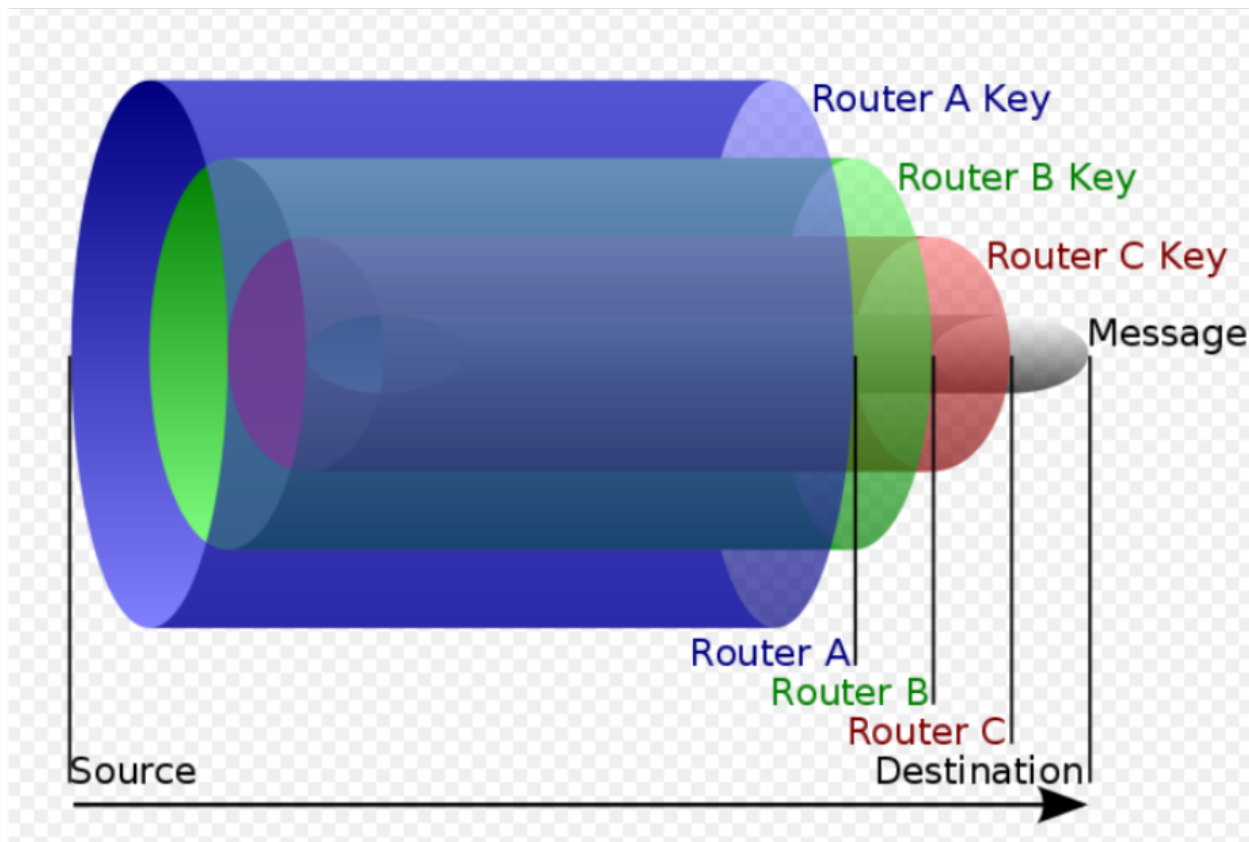 Router A Key
Router B Key
Router C Key
Message
Router A
Router B
Router C
Source
Destination